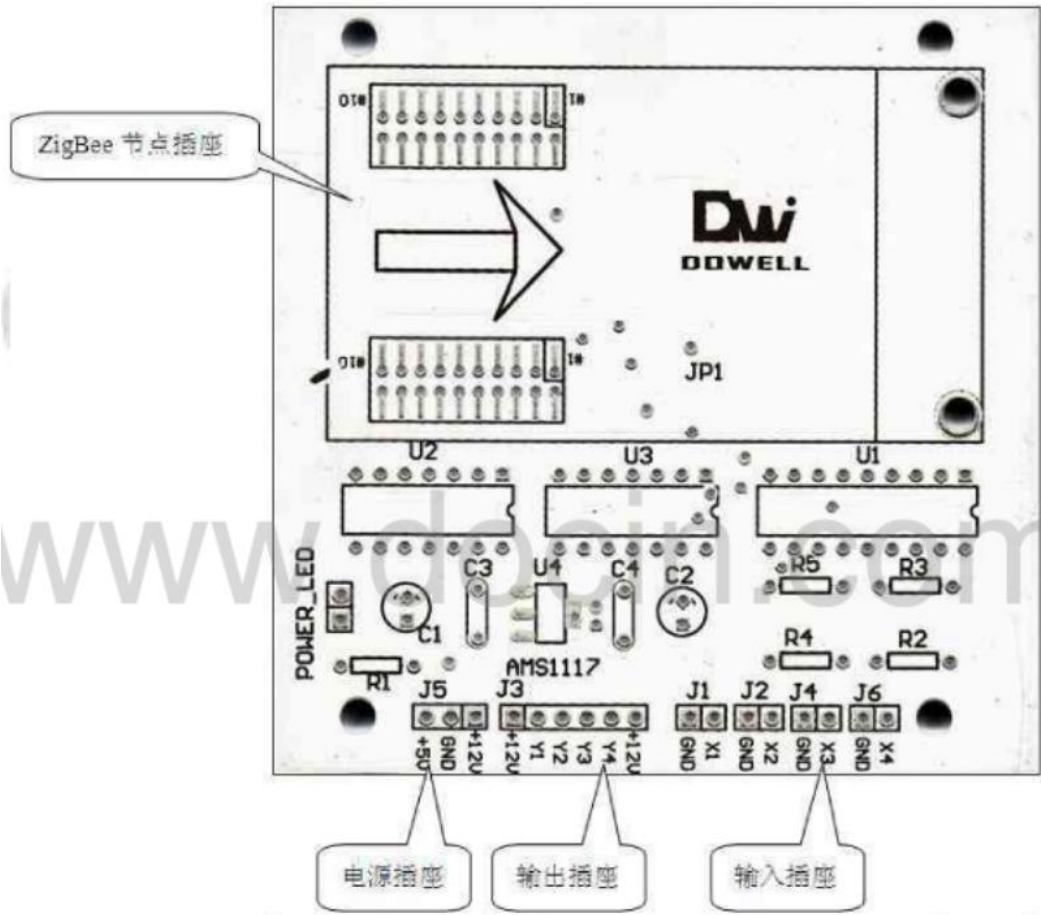 #10
#1
ZigBee 节点插座
DWi
DOWELL
#10
#1
JP1
U2
U3
U1
www.docin.com
C3
U4
C4
C2
R5
R3
POWER_LED
C1
R4
R2
R1
AMS1117
J5
J3
J1
J2
J4
J6
+5V
GND
+12V
+12V
Y1
Y2
Y3
Y4
+12V
GND
X1
GND
X2
GND
X3
GND
X4
电源插座
输出插座
输入插座